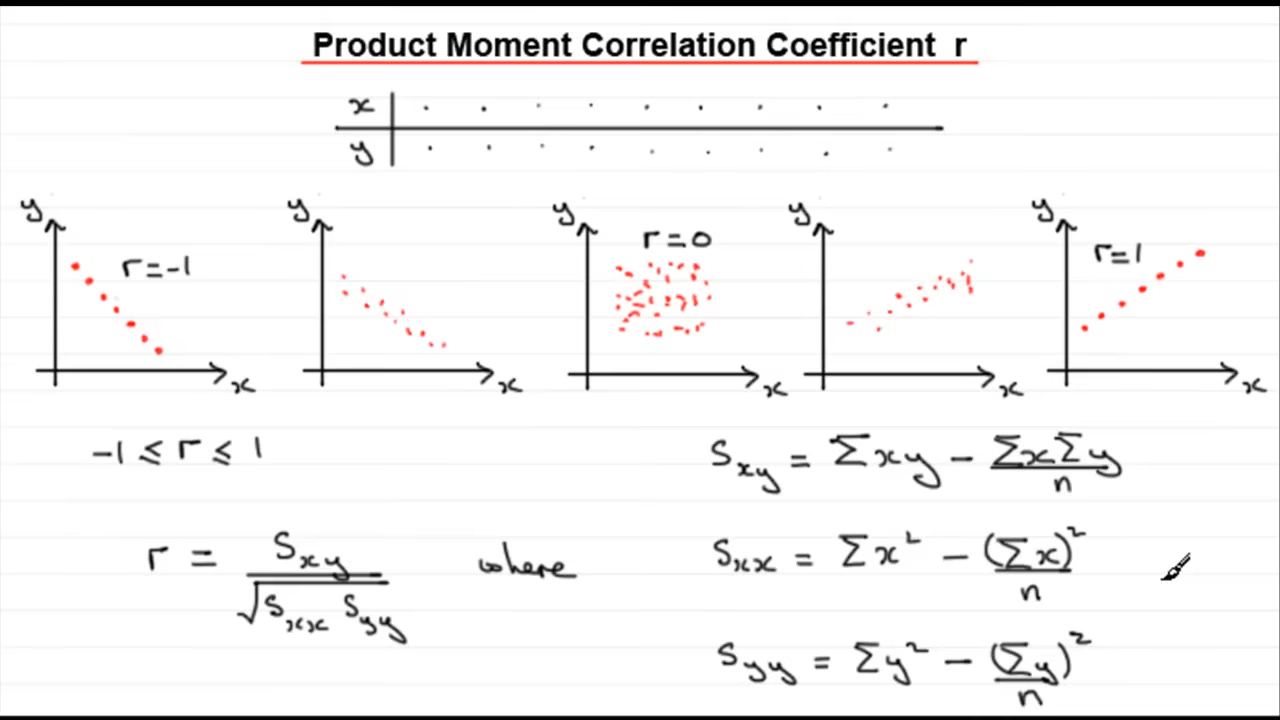 Product Moment Correlation Coefficient r
x
y
y
r=-1
x
y
x
y
r=0
x
y
x
y
r=1
x
-1 ≤ r ≤ 1
r = Sxy / √Sxx Syy where
Sxy = Σxy - ΣxΣy / n
Sxx = Σx² - (Σx)² / n
Syy = Σy² - (Σy)² / n